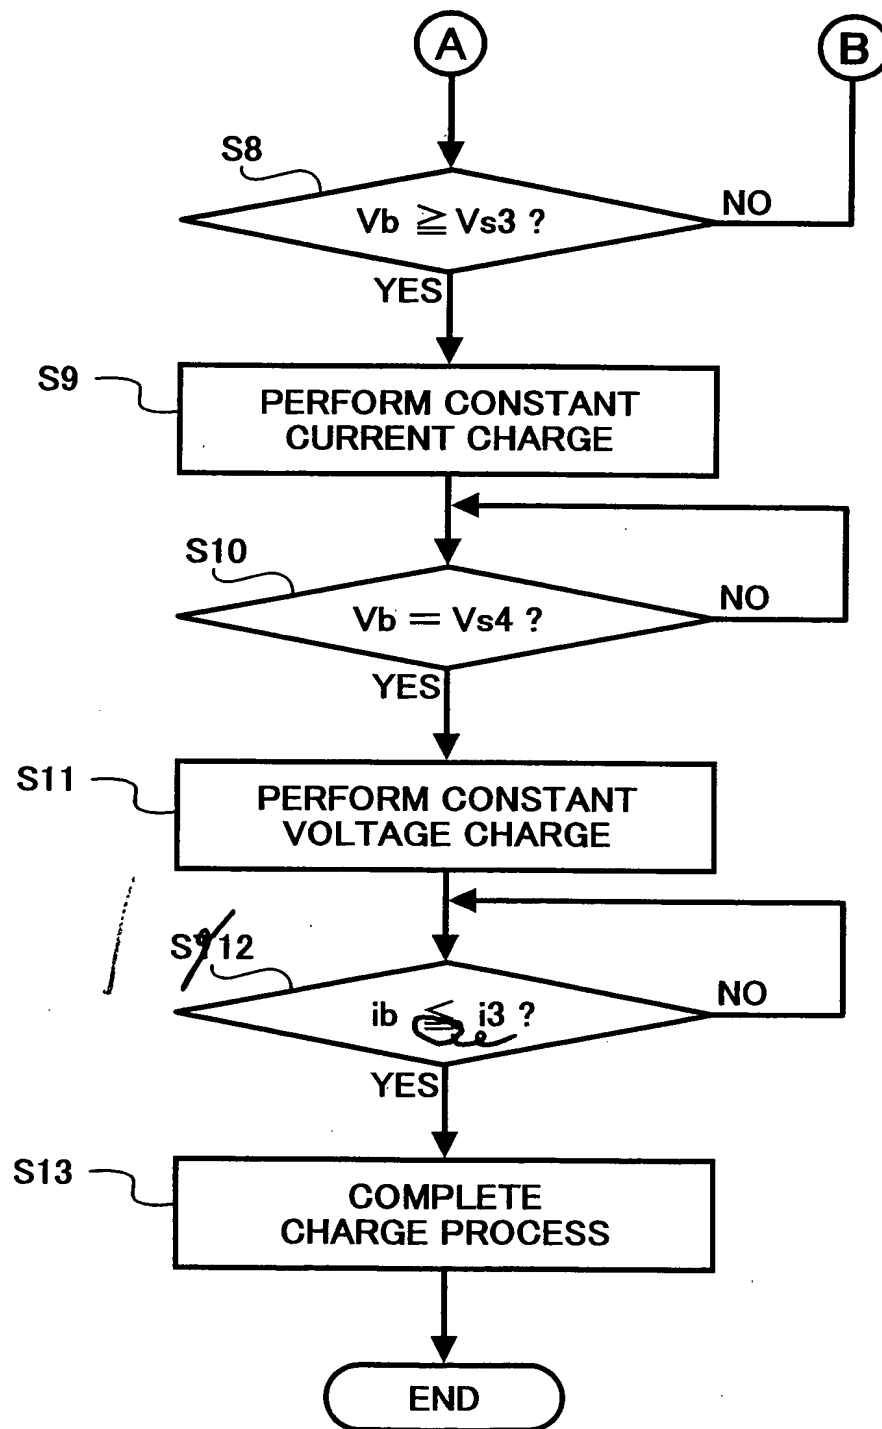 A
B
S8
Vb ≧ Vs3 ?
NO
YES
S9
PERFORM CONSTANT
CURRENT CHARGE
S10
Vb = Vs4 ?
NO
YES
S11
PERFORM CONSTANT
VOLTAGE CHARGE
S12
ib ≦ i3 ?
NO
YES
S13
COMPLETE
CHARGE PROCESS
END